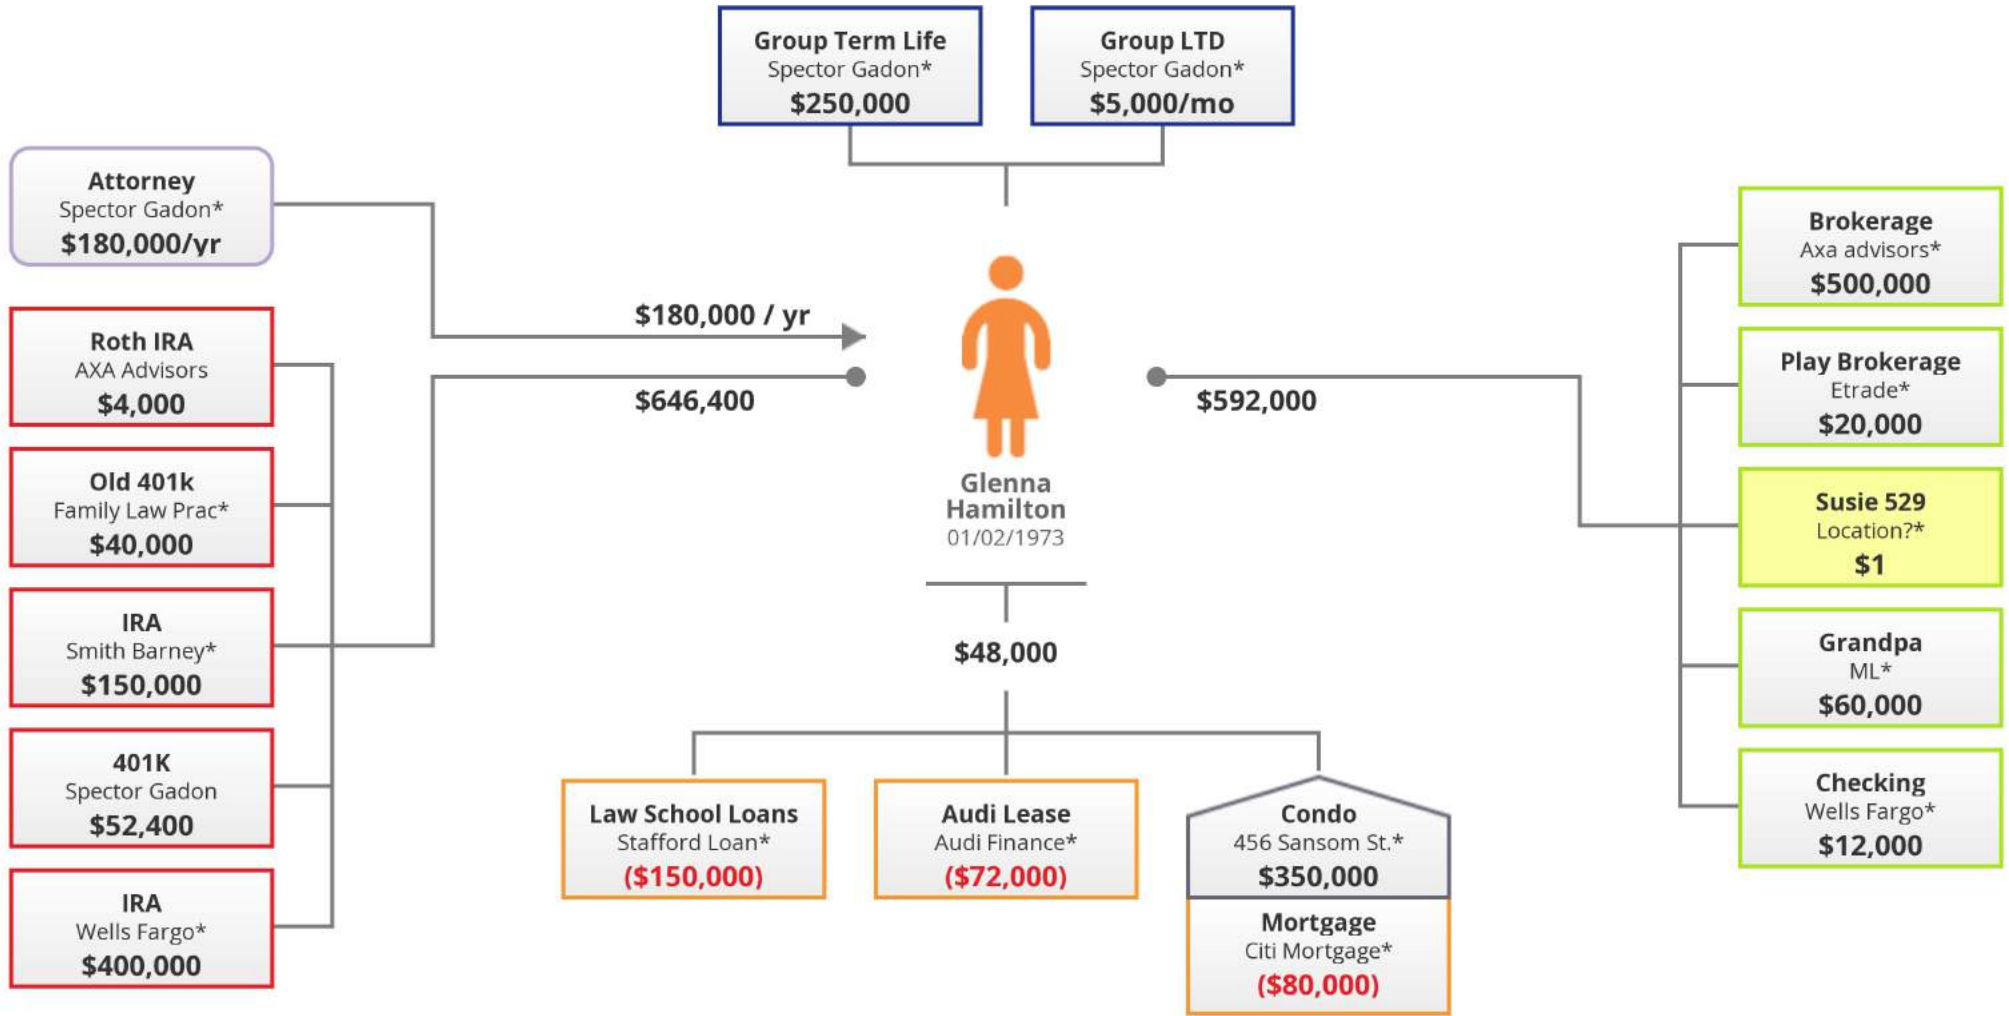 Group Term Life
Spector Gadon*
$250,000
Group LTD
Spector Gadon*
$5,000/mo
Attorney
Spector Gadon*
$180,000/yr
Roth IRA
AXA Advisors
$4,000
Old 401k
Family Law Prac*
$40,000
IRA
Smith Barney*
$150,000
401K
Spector Gadon
$52,400
IRA
Wells Fargo*
$400,000
$180,000 / yr
$646,400
Glenna
Hamilton
01/02/1973
$592,000
$48,000
Law School Loans
Stafford Loan*
($150,000)
Audi Lease
Audi Finance*
($72,000)
Condo
456 Sansom St.*
$350,000
Mortgage
Citi Mortgage*
($80,000)
Brokerage
Axa advisors*
$500,000
Play Brokerage
Etrade*
$20,000
Susie 529
Location?*
$1
Grandpa
ML*
$60,000
Checking
Wells Fargo*
$12,000